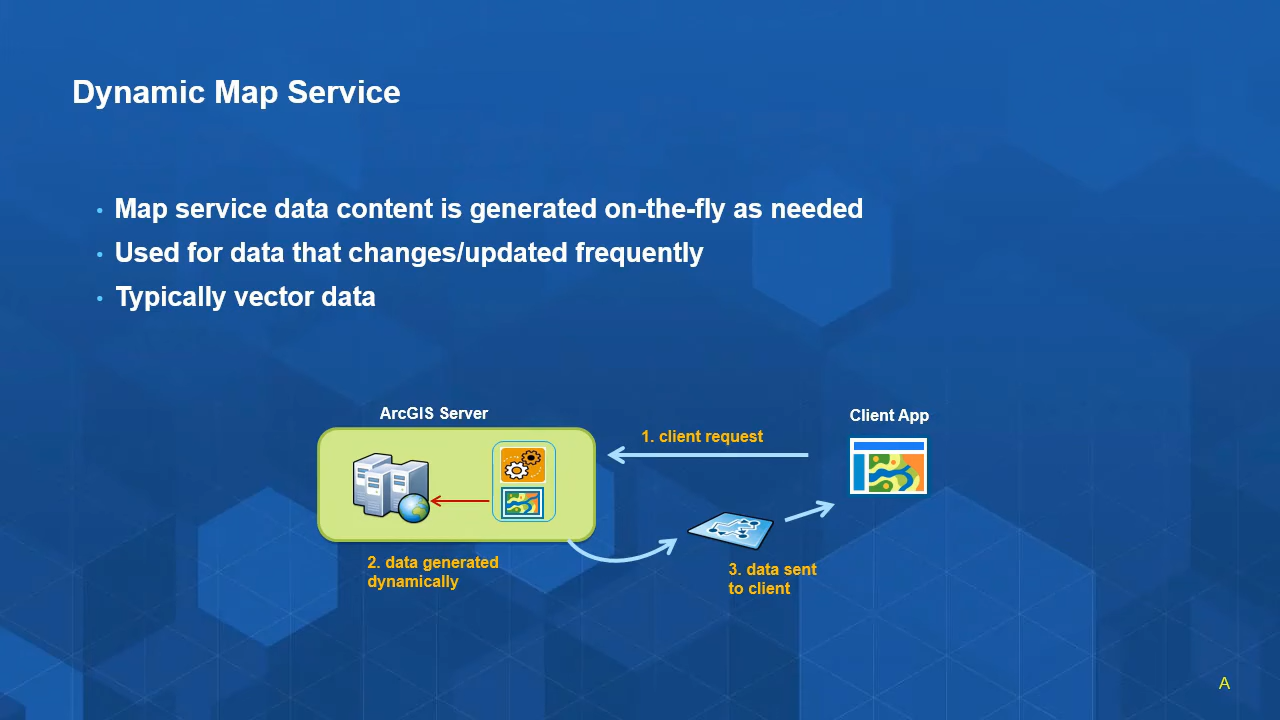 Dynamic Map Service
• Map service data content is generated on-the-fly as needed
• Used for data that changes/updated frequently
• Typically vector data
ArcGIS Server
Client App
1. client request
2. data generated
dynamically
3. data sent
to client
A